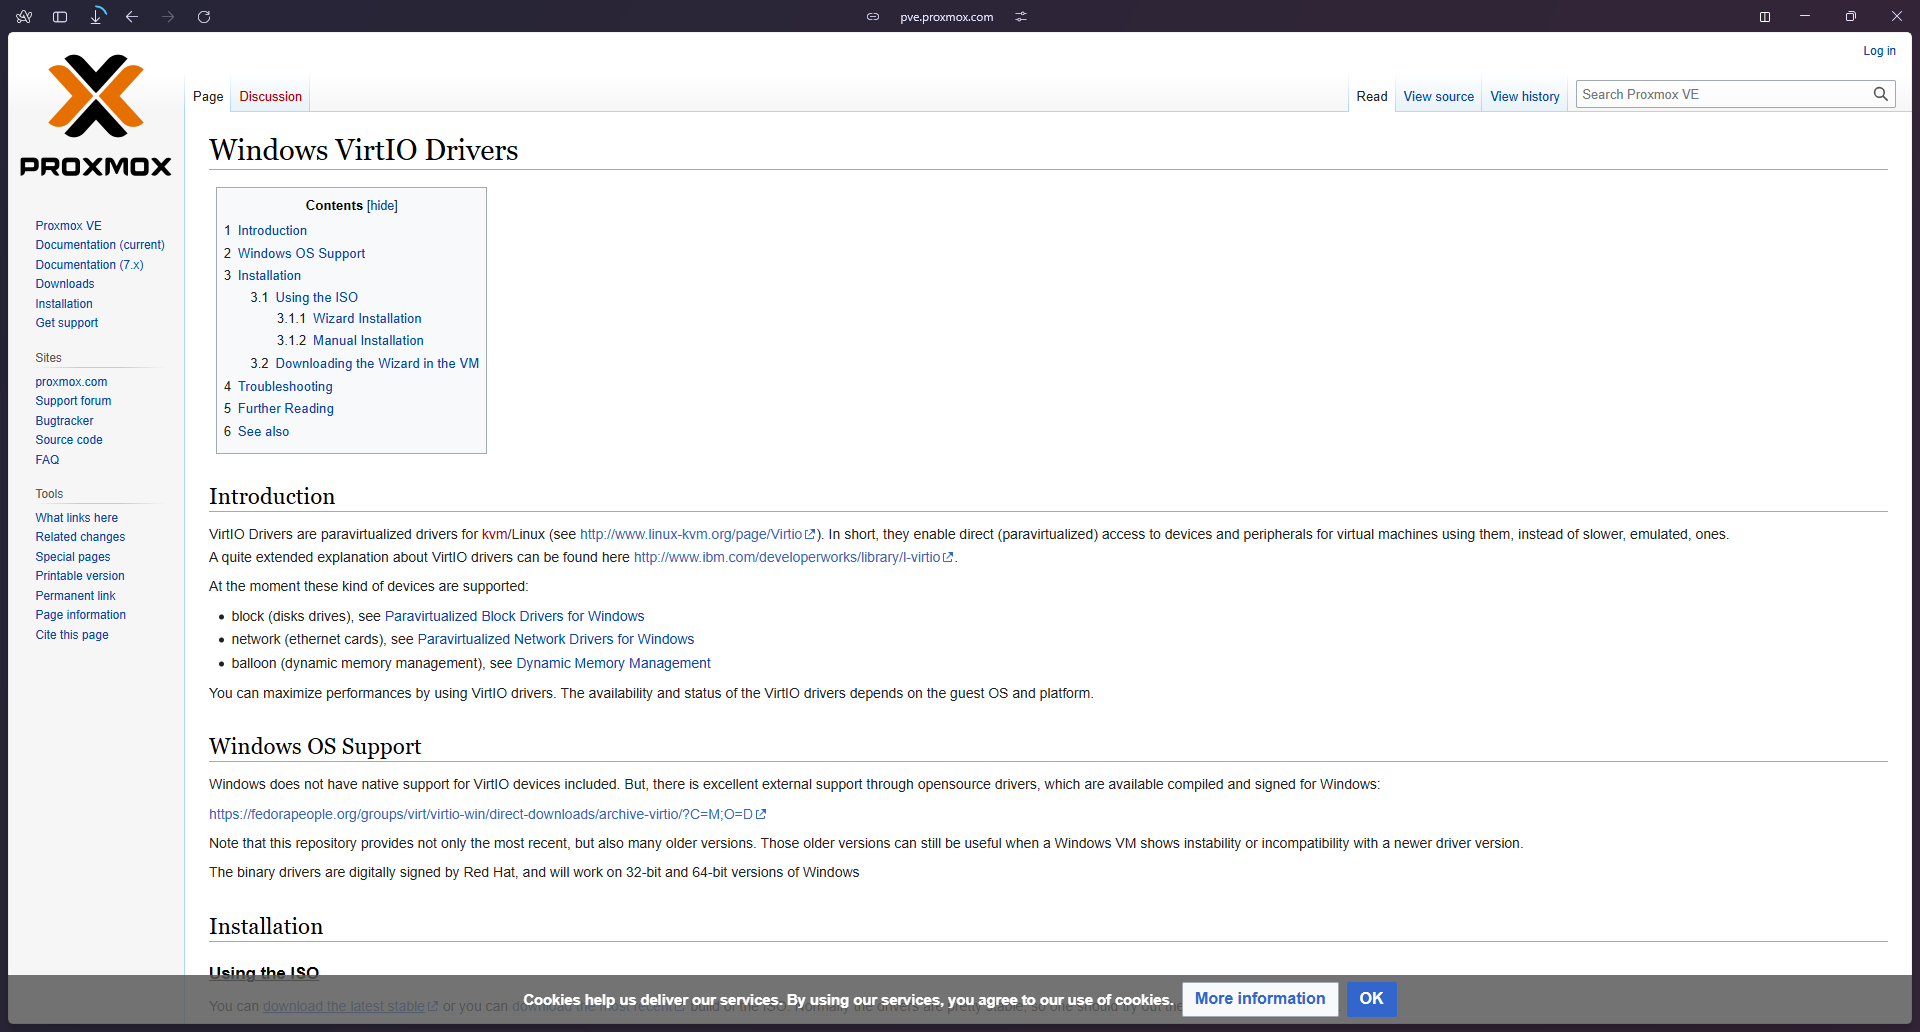 pve.proxmox.com
Log in
PROXMOX
Page
Discussion
Read
View source
View history
Search Proxmox VE
Proxmox VE
Documentation (current)
Documentation (7.x)
Downloads
Installation
Get support
Sites
proxmox.com
Support forum
Bugtracker
Source code
FAQ
Tools
What links here
Related changes
Special pages
Printable version
Permanent link
Page information
Cite this page
Windows VirtIO Drivers
Contents [hide]
1 Introduction
2 Windows OS Support
3 Installation
3.1 Using the ISO
3.1.1 Wizard Installation
3.1.2 Manual Installation
3.2 Downloading the Wizard in the VM
4 Troubleshooting
5 Further Reading
6 See also
Introduction
VirtIO Drivers are paravirtualized drivers for kvm/Linux (see http://www.linux-kvm.org/page/Virtio). In short, they enable direct (paravirtualized) access to devices and peripherals for virtual machines using them, instead of slower, emulated, ones.
A quite extended explanation about VirtIO drivers can be found here http://www.ibm.com/developerworks/library/l-virtio.
At the moment these kind of devices are supported:
• block (disks drives), see Paravirtualized Block Drivers for Windows
• network (ethernet cards), see Paravirtualized Network Drivers for Windows
• balloon (dynamic memory management), see Dynamic Memory Management
You can maximize performances by using VirtIO drivers. The availability and status of the VirtIO drivers depends on the guest OS and platform.
Windows OS Support
Windows does not have native support for VirtIO devices included. But, there is excellent external support through opensource drivers, which are available compiled and signed for Windows:
https://fedorapeople.org/groups/virt/virtio-win/direct-downloads/archive-virtio/?C=M;O=D
Note that this repository provides not only the most recent, but also many older versions. Those older versions can still be useful when a Windows VM shows instability or incompatibility with a newer driver version.
The binary drivers are digitally signed by Red Hat, and will work on 32-bit and 64-bit versions of Windows
Installation
Using the ISO
You can download the latest stable or you can
Cookies help us deliver our services. By using our services, you agree to our use of cookies.
More information
OK